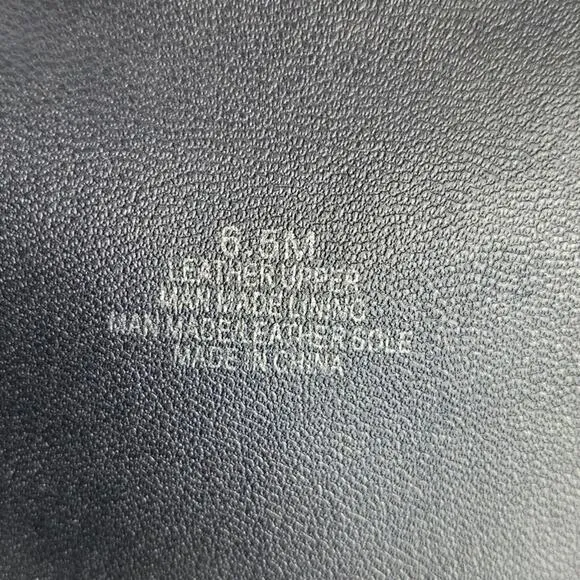 6.5M
LEATHER UPPER
MAN MADE LINING
MAN MADE/LEATHER SOLE
MADE IN CHINA